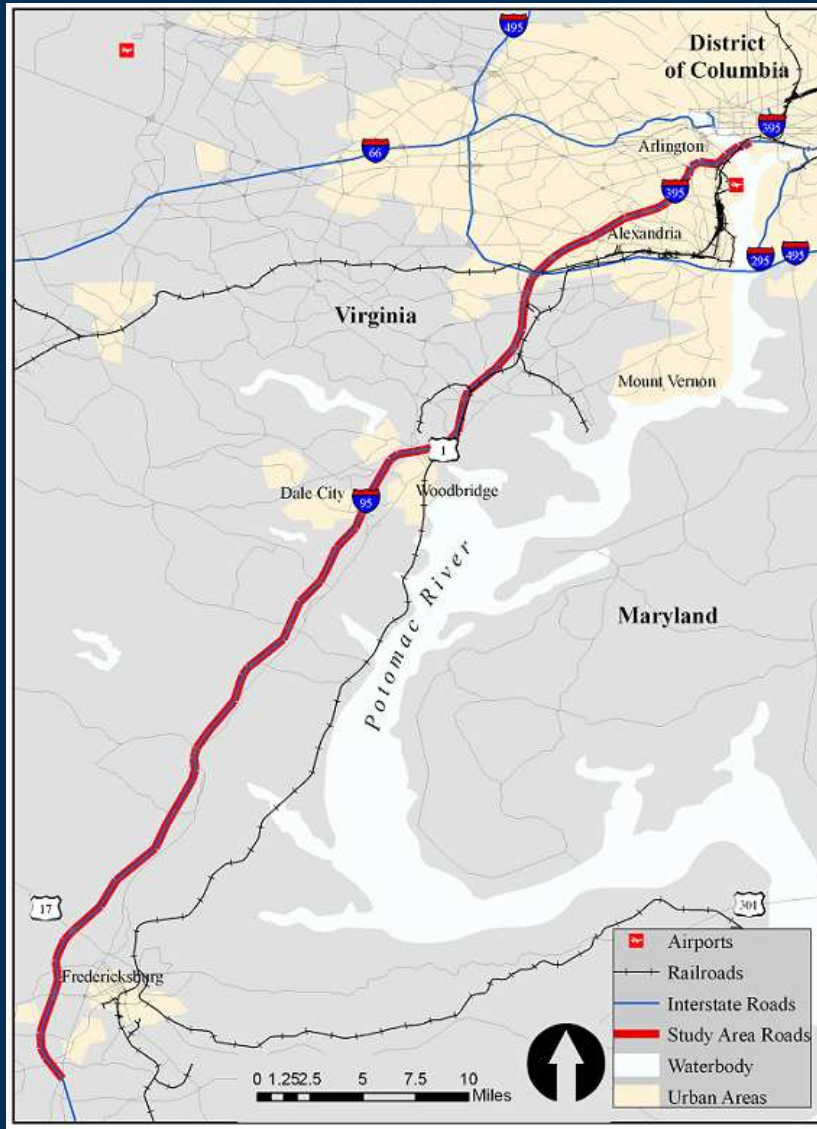 495
District
of Columbia
395
66
Arlington
395
Alexandria
295
495
Virginia
Mount Vernon
1
Dale City
Woodbridge
95
Potomac River
Maryland
17
301
Fredericksburg
Airports
Railroads
Interstate Roads
Study Area Roads
Waterbody
Urban Areas
0 1.252.5 5 7.5 10
Miles